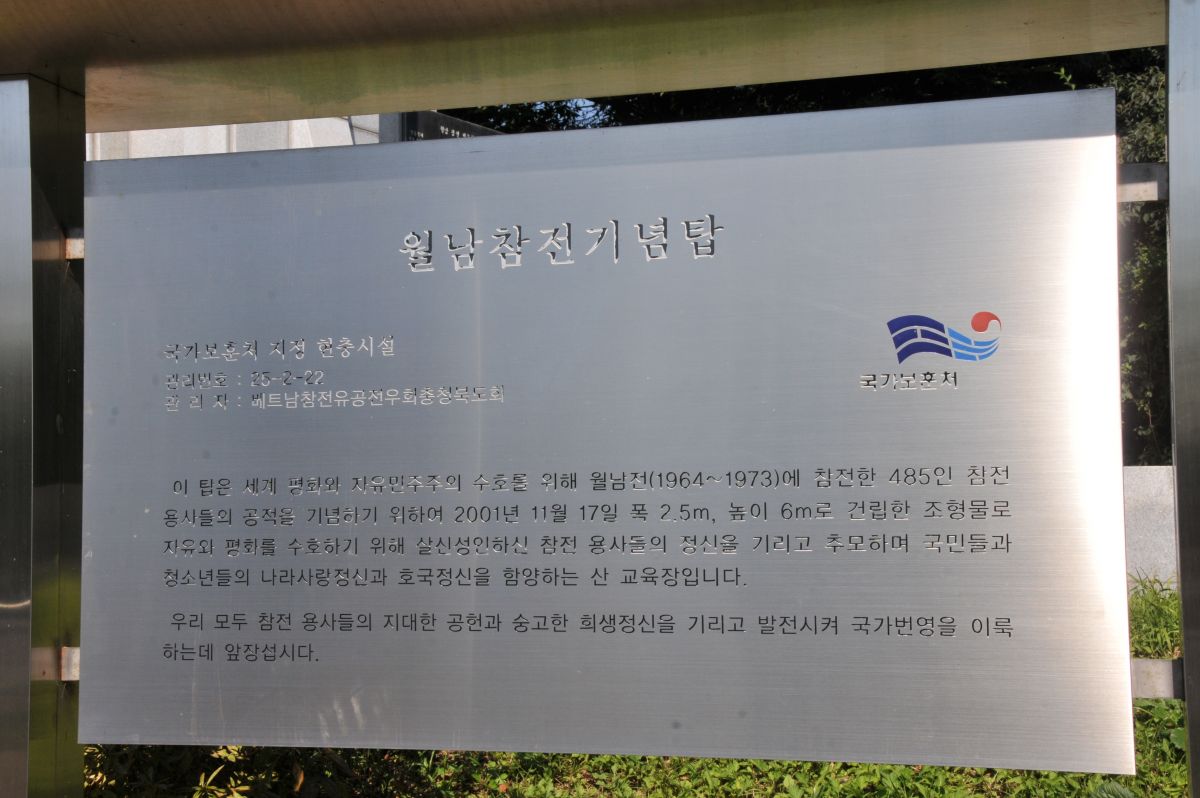 월남참전기념탑
국가보훈처 지정 현충시설
관리번호 : 25-2-22
관 리 자 : 베트남참전유공전우회충청북도회
국가보훈처
이 탑은 세계 평화와 자유민주주의 수호를 위해 월남전(1964~1973)에 참전한 485인 참전
용사들의 공적을 기념하기 위하여 2001년 11월 17일 폭 2.5m, 높이 6m로 건립한 조형물로
자유와 평화를 수호하기 위해 살신성인하신 참전 용사들의 정신을 기리고 추모하며 국민들과
청소년들의 나라사랑정신과 호국정신을 함양하는 산 교육장입니다.
우리 모두 참전 용사들의 지대한 공헌과 숭고한 희생정신을 기리고 발전시켜 국가번영을 이룩
하는데 앞장섭시다.